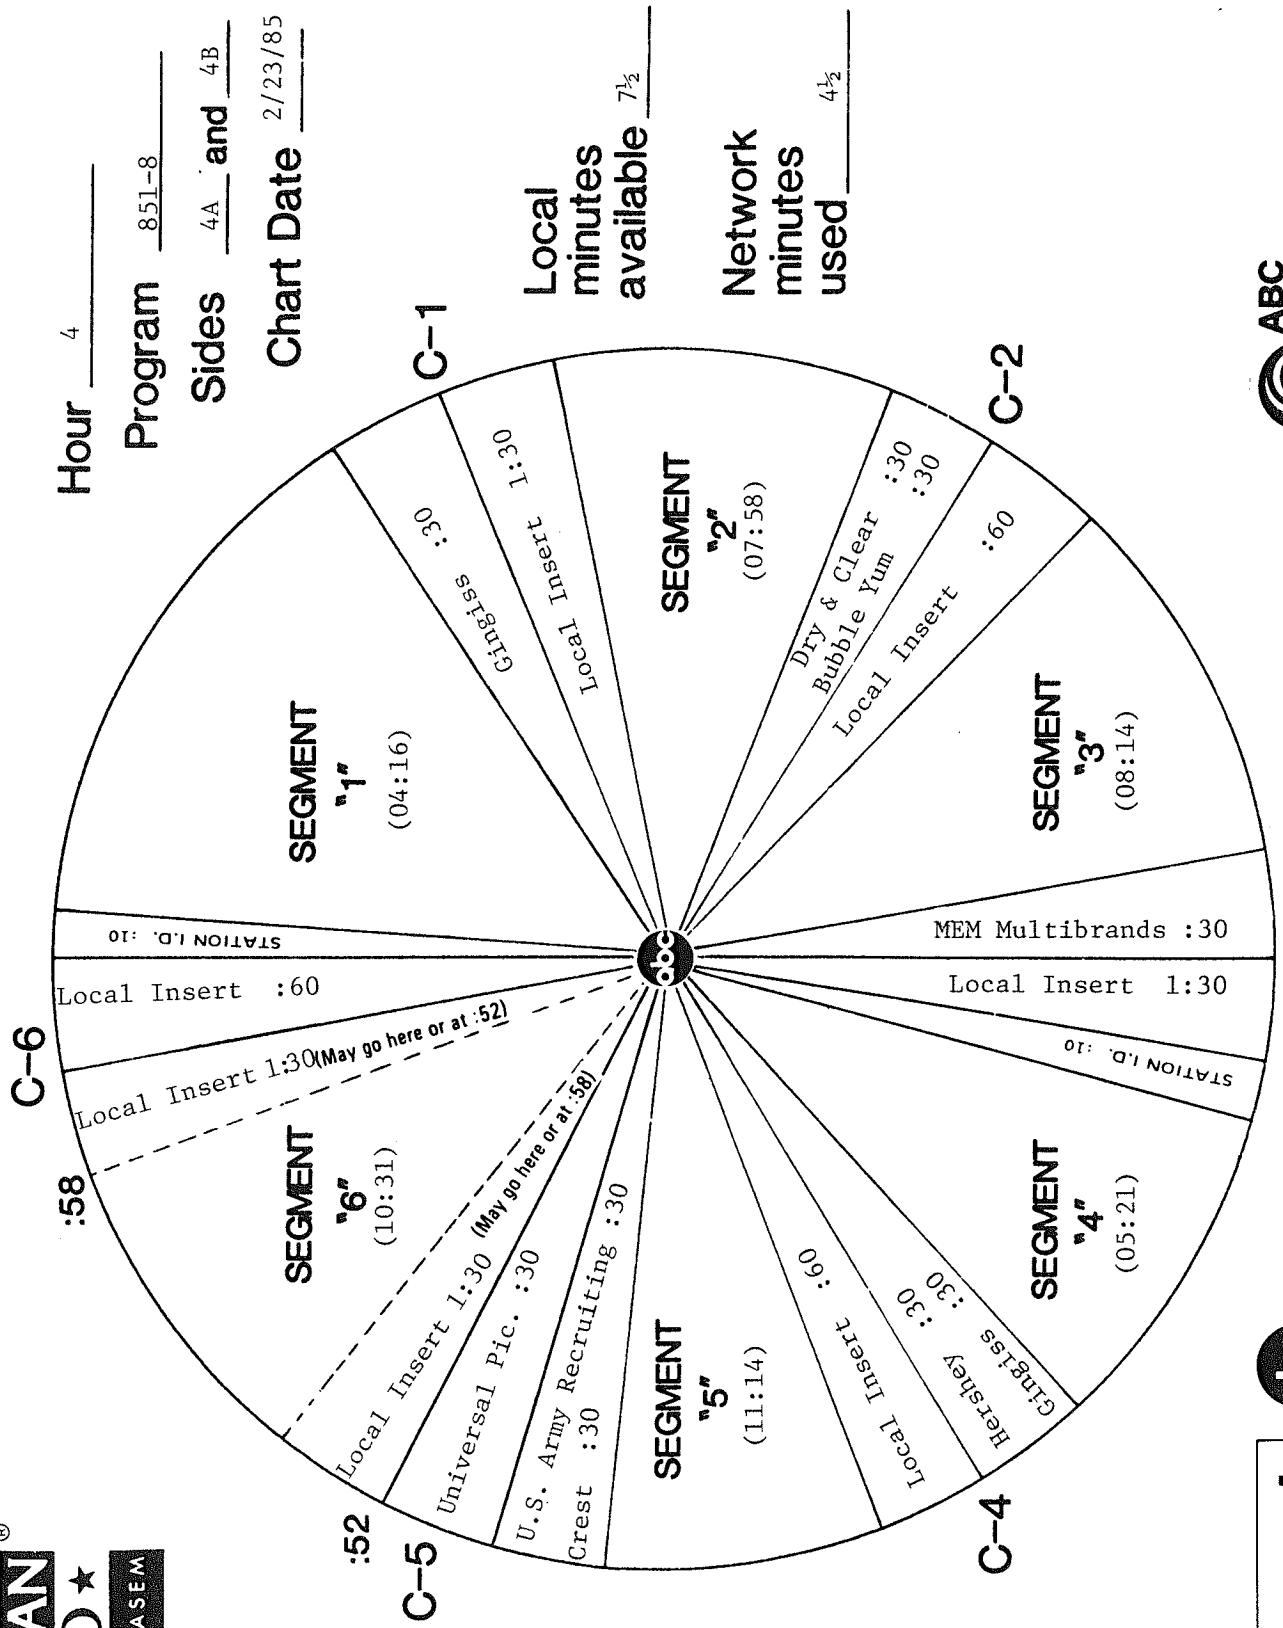 AN ®
ASEM
Hour 4
Program 851-8
Sides 4A and 4B
Chart Date 2/23/85
Local
minutes
available 7½
Network
minutes
used 4½
SEGMENT
"1"
(04:16)
Gingiss :30
C-1
Local Insert 1:30
SEGMENT
"2"
(07:58)
Dry & Clear :30
Bubble Yum :30
C-2
Local Insert :60
SEGMENT
"3"
(08:14)
MEM Multibrands :30
Local Insert 1:30
STATION I.D. :10
SEGMENT
"4"
(05:21)
Gingiss :30
Hershey :30
C-4
Local Insert :60
SEGMENT
"5"
(11:14)
Crest :30
U.S. Army Recruiting :30
Universal Pic. :30
C-5
:52
Local Insert 1:30 (May go here or at :58)
SEGMENT
"6"
(10:31)
:58
Local Insert 1:30 (May go here or at :52)
C-6
Local Insert :60
STATION I.D. :10
abc
ABC